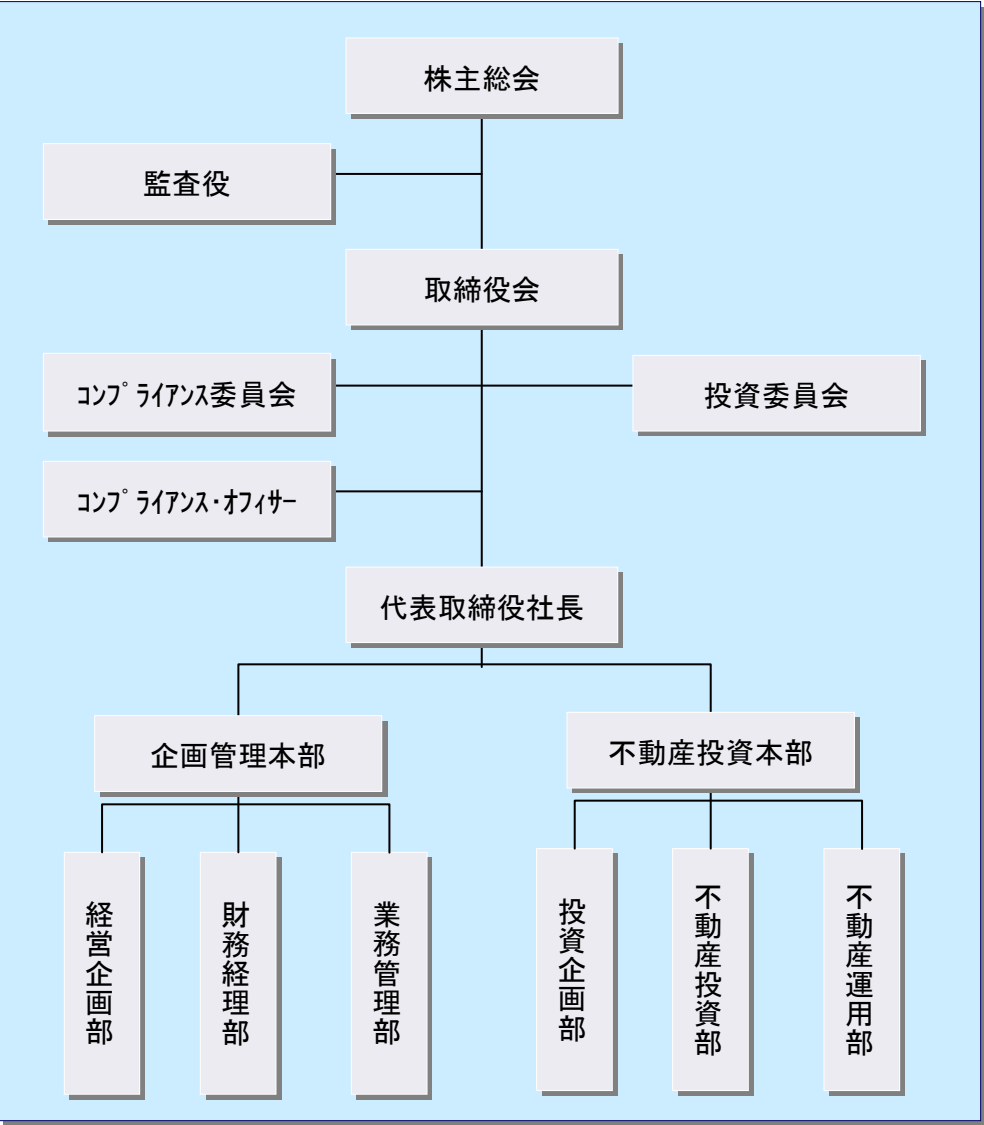 株主総会
監査役
取締役会
ｺﾝﾌﾟﾗｲｱﾝｽ委員会
投資委員会
ｺﾝﾌﾟﾗｲｱﾝｽ･ｵﾌｨｻｰ
代表取締役社長
企画管理本部
不動産投資本部
経営企画部
財務経理部
業務管理部
投資企画部
不動産投資部
不動産運用部